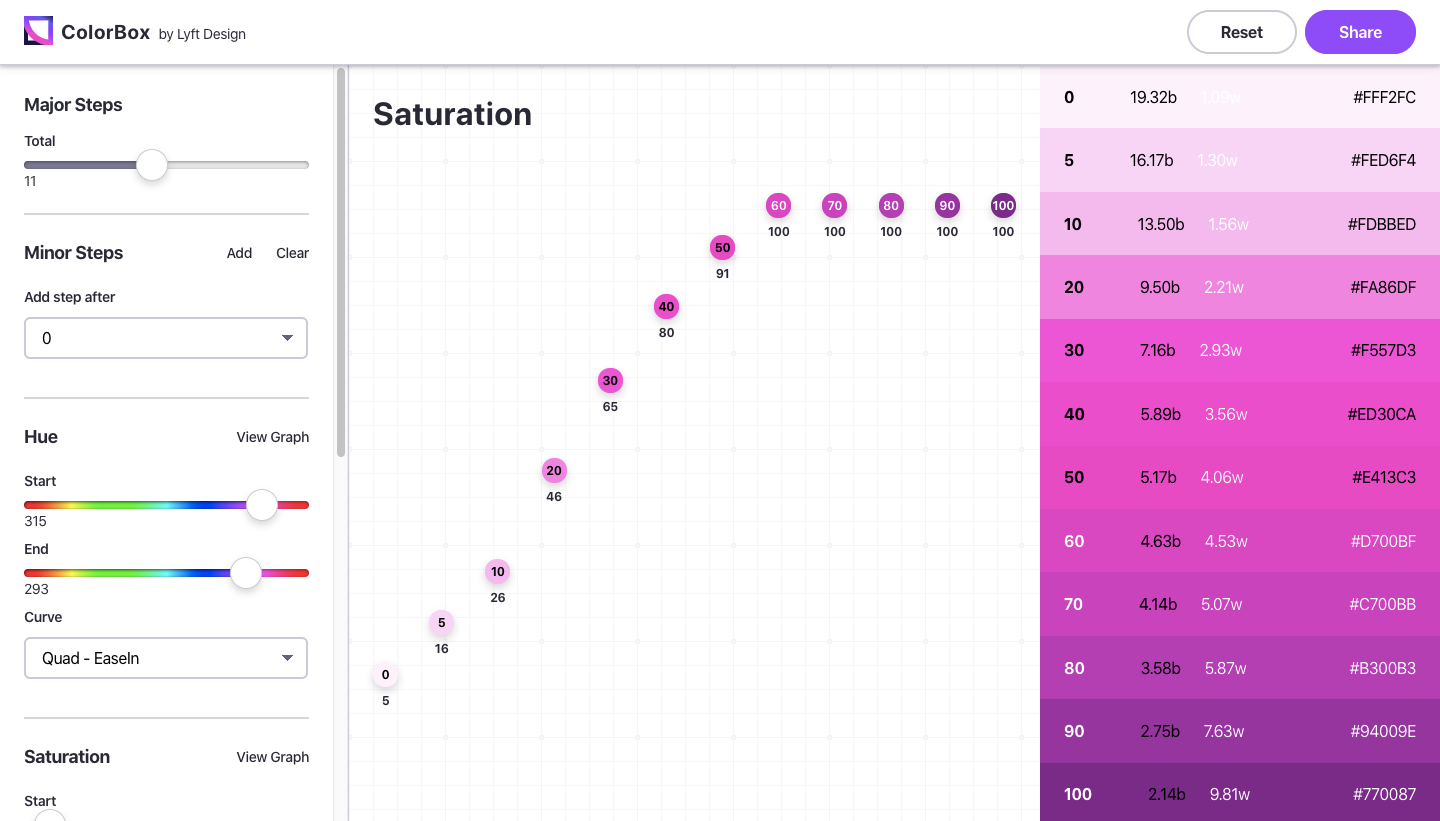 ColorBox by Lyft Design
Reset
Share
Major Steps
Total
11
Minor Steps
Add
Clear
Add step after
0
Hue
View Graph
Start
315
End
293
Curve
Quad - EaseIn
Saturation
View Graph
Start
Saturation
60
70
80
90
100
100
100
100
100
100
50
91
40
80
30
65
20
46
10
26
5
16
0
5
0 19.32b 1.09w #FFF2FC
5 16.17b 1.30w #FED6F4
10 13.50b 1.56w #FDBBED
20 9.50b 2.21w #FA86DF
30 7.16b 2.93w #F557D3
40 5.89b 3.56w #ED30CA
50 5.17b 4.06w #E413C3
60 4.63b 4.53w #D700BF
70 4.14b 5.07w #C700BB
80 3.58b 5.87w #B300B3
90 2.75b 7.63w #94009E
100 2.14b 9.81w #770087